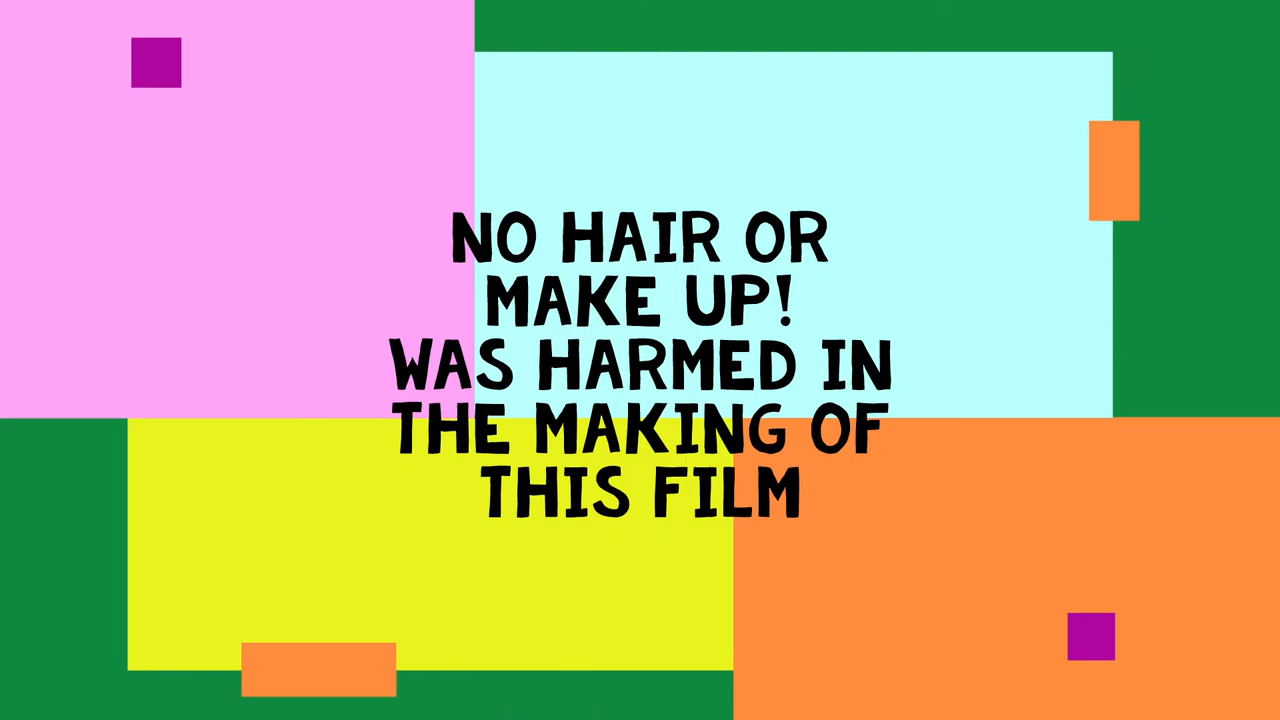 NO HAIR OR
MAKE UP!
WAS HARMED IN
THE MAKING OF
THIS FILM